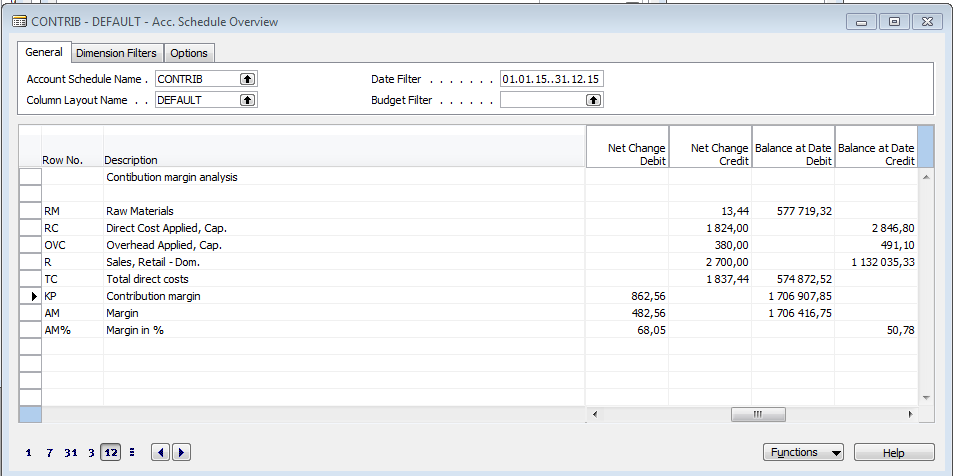 CONTRIB - DEFAULT - Acc. Schedule Overview
General Dimension Filters Options
Account Schedule Name . CONTRIB Date Filter . . . . . . . 01.01.15..31.12.15
Column Layout Name . . DEFAULT Budget Filter . . . . . .
Row No. Description Net Change Debit Net Change Credit Balance at Date Debit Balance at Date Credit
Contibution margin analysis
RM Raw Materials 13,44 577 719,32
RC Direct Cost Applied, Cap. 1 824,00 2 846,80
OVC Overhead Applied, Cap. 380,00 491,10
R Sales, Retail - Dom. 2 700,00 1 132 035,33
TC Total direct costs 1 837,44 574 872,52
KP Contribution margin 862,56 1 706 907,85
AM Margin 482,56 1 706 416,75
AM% Margin in % 68,05 50,78
1 7 31 3 12 Functions Help